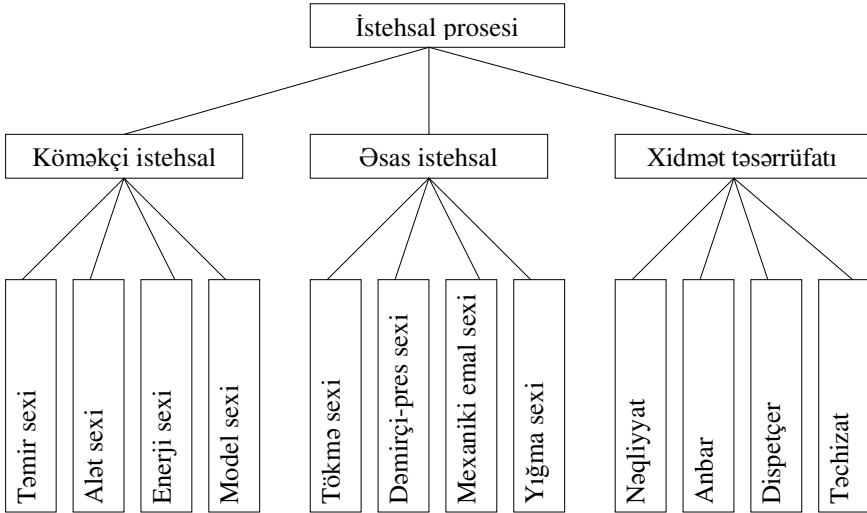 İstehsal prosesi
Köməkçi istehsal
Əsas istehsal
Xidmət təsərrüfatı
Təmir sexi
Alət sexi
Enerji sexi
Model sexi
Tökmə sexi
Dəmirçi-pres sexi
Mexaniki emal sexi
Yığma sexi
Nəqliyyat
Anbar
Dispetçer
Təchizat